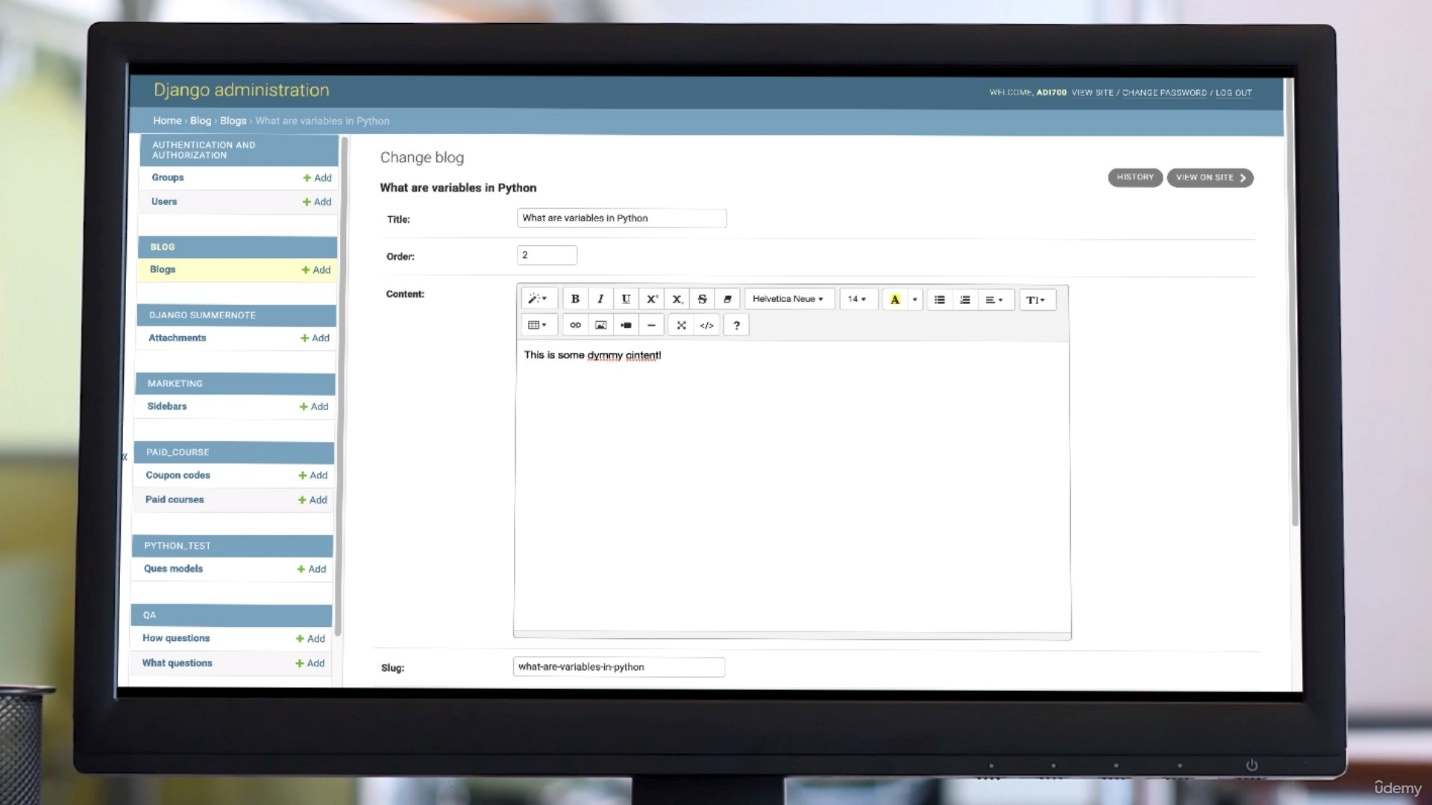 Django administration
WELCOME, ADI700 VIEW SITE / CHANGE PASSWORD / LOG OUT
Home › Blog › Blogs › What are variables in Python
AUTHENTICATION AND
AUTHORIZATION
Groups + Add
Users + Add
BLOG
Blogs + Add
DJANGO SUMMERNOTE
Attachments + Add
MARKETING
Sidebars + Add
PAID_COURSE
Coupon codes + Add
Paid courses + Add
PYTHON_TEST
Ques models + Add
QA
How questions + Add
What questions + Add
«
Change blog
HISTORY VIEW ON SITE
What are variables in Python
Title: What are variables in Python
Order: 2
Content:
B I U X² X₂ S Helvetica Neue 14 A T1
</> ?
This is some dymmy cintent!
Slug: what-are-variables-in-python
udemy